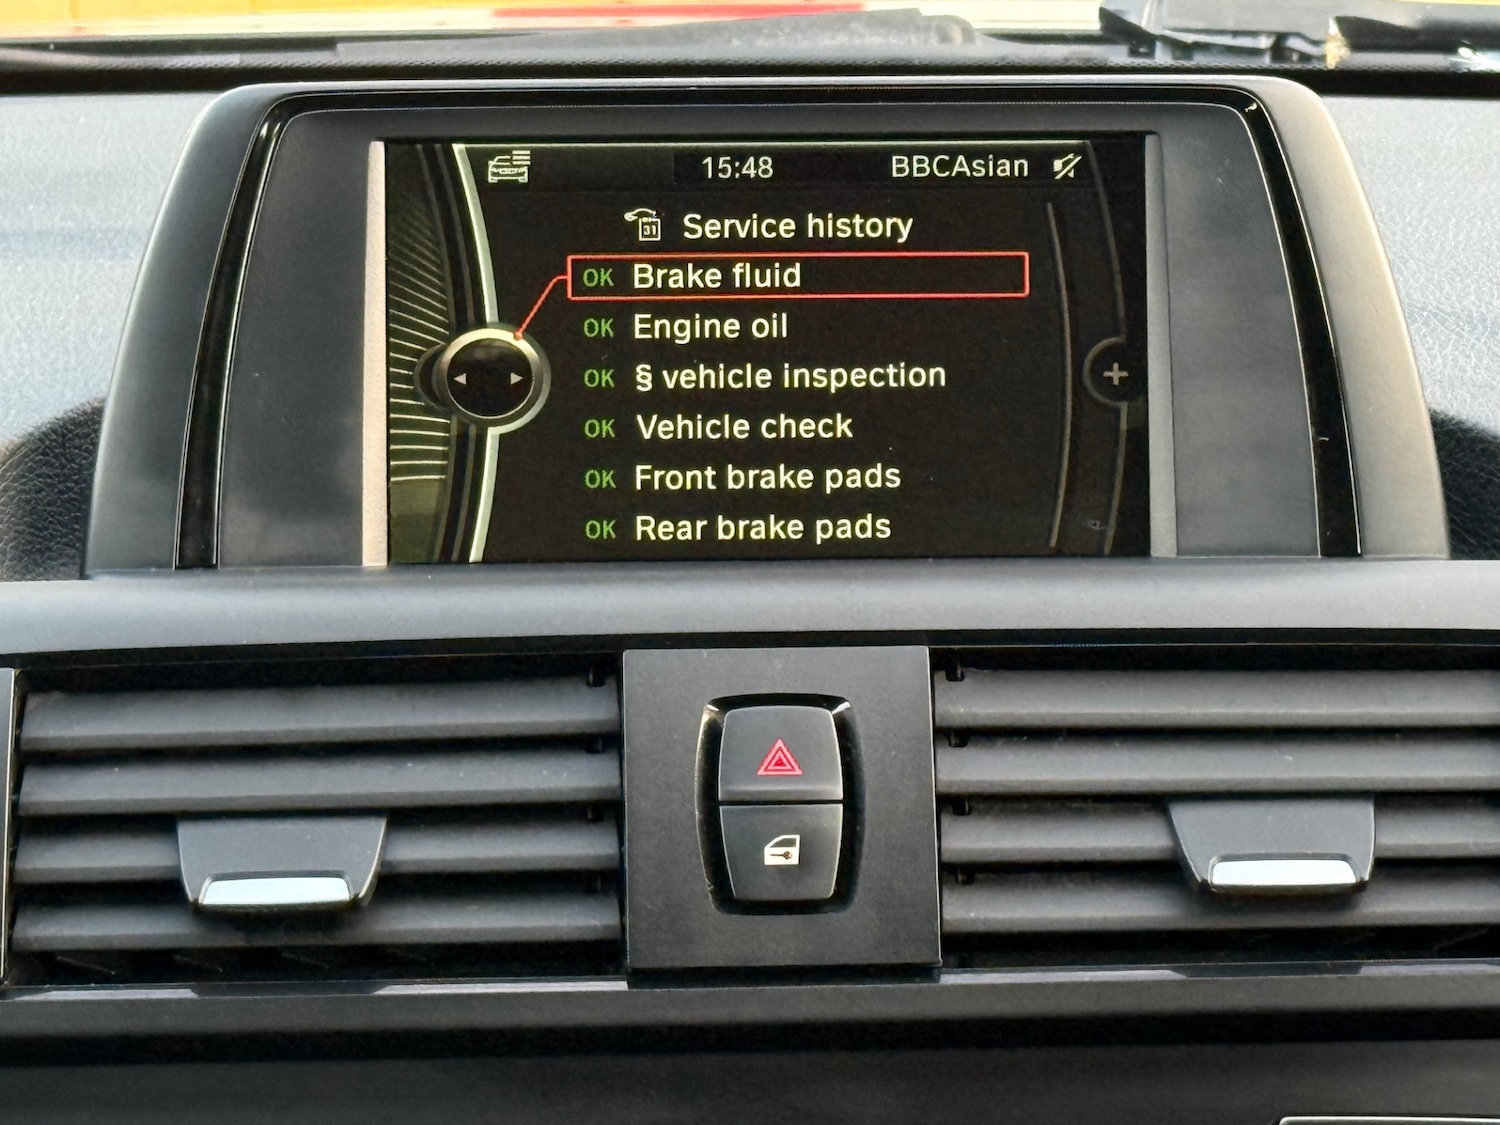 15:48 BBCAsian
31 Service history
OK Brake fluid
OK Engine oil
OK § vehicle inspection
OK Vehicle check
OK Front brake pads
OK Rear brake pads